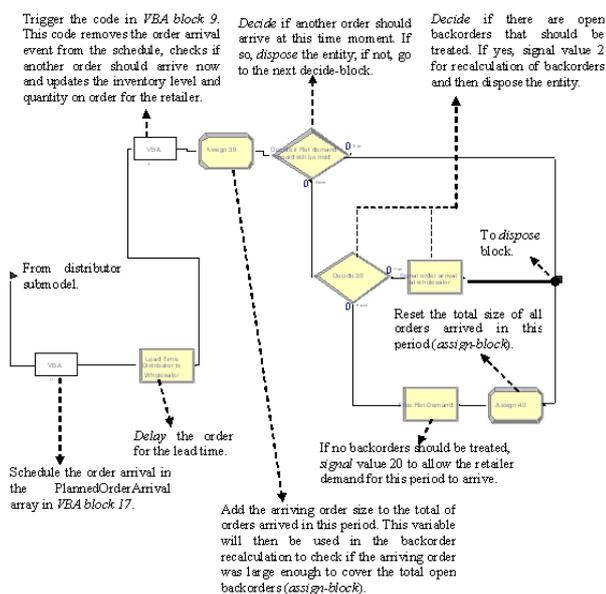 Trigger the code in VBA block 9.
This code removes the order arrival
event from the schedule, checks if
another order should arrive now
and updates the inventory level and
quantity on order for the retailer.
Decide if another order should
arrive at this time moment. If
so, dispose the entity; if not, go
to the next decide-block.
Decide if there are open
backorders that should be
treated. If yes, signal value 2
for recalculation of backorders
and then dispose the entity.
VBA
Assign 39
0 True
0 False
To dispose
block.
From distributor
submodel.
Decide 35
0 True
0 False
Reset the total size of all
orders arrived in this
period (assign-block).
VBA
Lead Time
Distributor to
Wholesaler
Assign 40
Delay the order
for the lead time.
If no backorders should be treated,
signal value 20 to allow the retailer
demand for this period to arrive.
Schedule the order arrival in
the PlannedOrderArrival
array in VBA block 17.
Add the arriving order size to the total of
orders arrived in this period. This variable
will then be used in the backorder
recalculation to check if the arriving order
was large enough to cover the total open
backorders (assign-block).